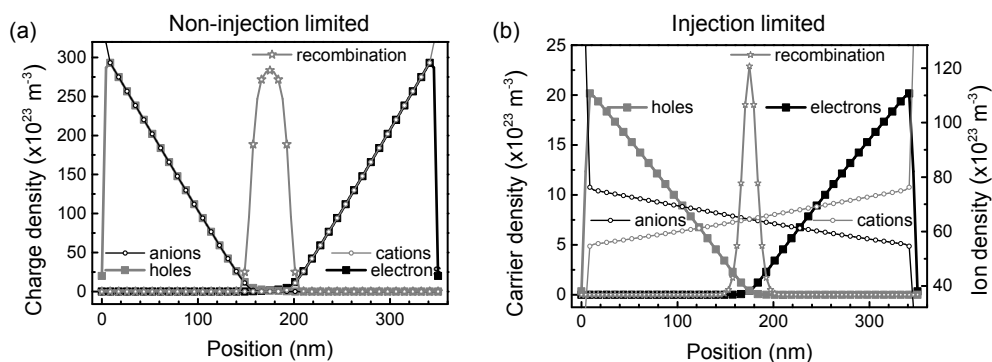 (a)
Non-injection limited
Charge density (x10²³ m⁻³)
300
250
200
150
100
50
0
recombination
anions
cations
holes
electrons
0
100
200
300
Position (nm)
(b)
Injection limited
Carrier density (x10²³ m⁻³)
25
20
15
10
5
0
recombination
holes
electrons
anions
cations
120
100
80
60
40
Ion density (x10²³ m⁻³)
0
100
200
300
Position (nm)